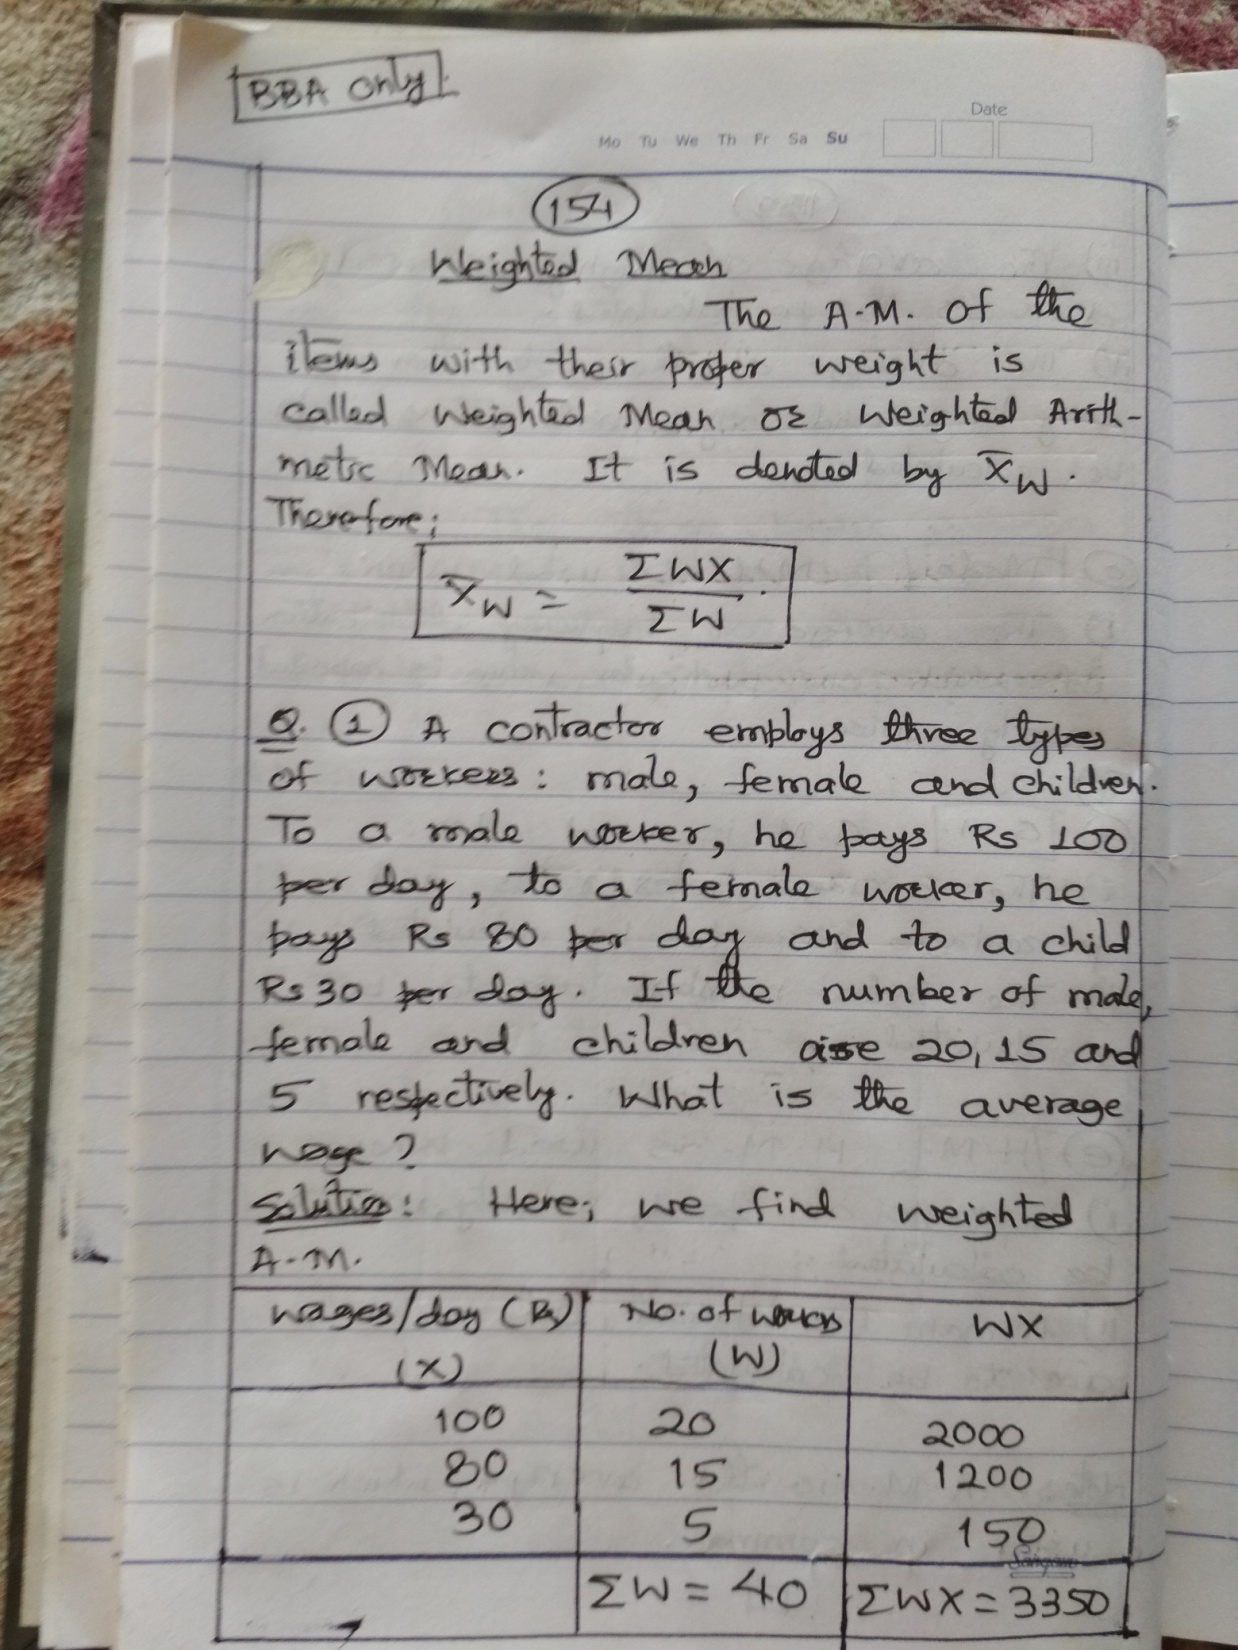 BBA Only.
Date
Mo Tu We Th Fr Sa Su
154
Weighted Mean
The A.M. of the
items with their proper weight is
called Weighted Mean or Weighted Arith-
metic Mean. It is denoted by X̄w.
Therefore;
X̄w = ΣWX / ΣW.
Q. 1 A contractor employs three types
of workers: male, female and children.
To a male worker, he pays Rs 100
per day, to a female worker, he
pays Rs 80 per day and to a child
Rs 30 per day. If the number of male,
female and children are 20, 15 and
5 respectively. What is the average
wage?
Solution: Here, we find weighted
A.M.
Wages/day (Rs) No. of workers WX
(X) (W)
100 20 2000
80 15 1200
30 5 150
Sangam
ΣW = 40 ΣWX = 3350